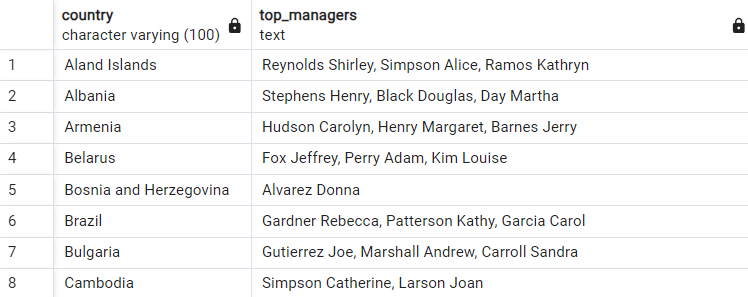 country top_managers
character varying (100) text
1 Aland Islands Reynolds Shirley, Simpson Alice, Ramos Kathryn
2 Albania Stephens Henry, Black Douglas, Day Martha
3 Armenia Hudson Carolyn, Henry Margaret, Barnes Jerry
4 Belarus Fox Jeffrey, Perry Adam, Kim Louise
5 Bosnia and Herzegovina Alvarez Donna
6 Brazil Gardner Rebecca, Patterson Kathy, Garcia Carol
7 Bulgaria Gutierrez Joe, Marshall Andrew, Carroll Sandra
8 Cambodia Simpson Catherine, Larson Joan